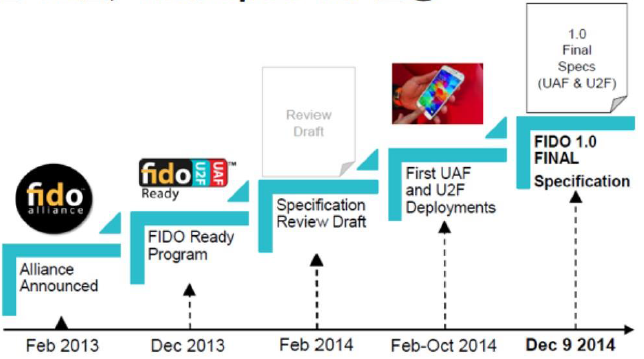 1.0
Final
Specs
(UAF & U2F)
Review
Draft
FIDO 1.0
FINAL
Specification
First UAF
and U2F
Deployments
fido U2F UAF™
Ready
Specification
Review Draft
fido
alliance
FIDO Ready
Program
Alliance
Announced
Feb 2013
Dec 2013
Feb 2014
Feb-Oct 2014
Dec 9 2014